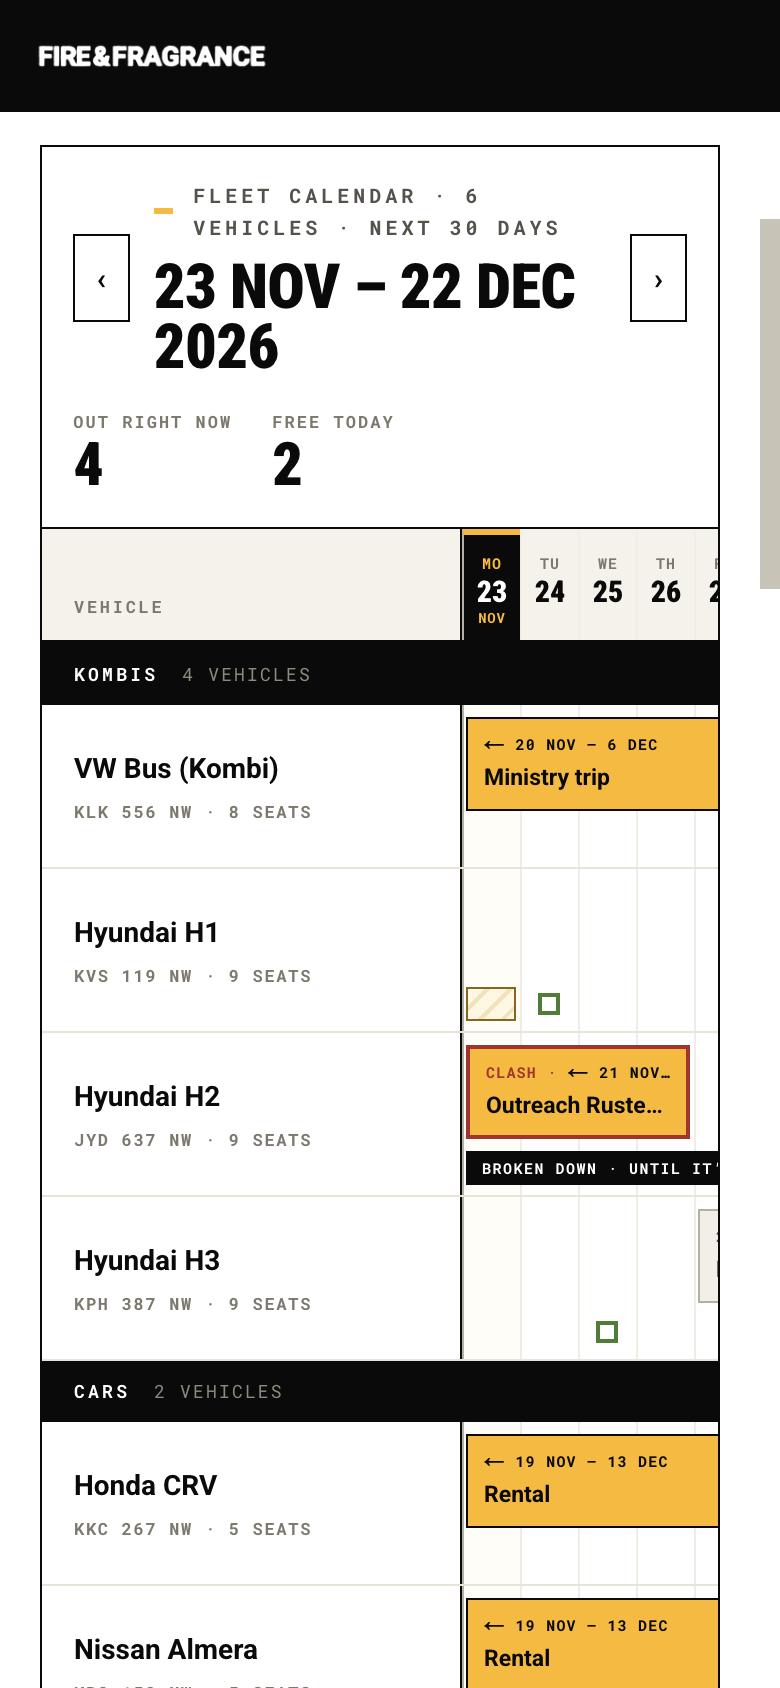 FIRE&FRAGRANCE
FLEET CALENDAR · 6
VEHICLES · NEXT 30 DAYS
‹
›
23 NOV – 22 DEC
2026
OUT RIGHT NOW
4
FREE TODAY
2
VEHICLE
MO
23
NOV
TU
24
WE
25
TH
26
KOMBIS 4 VEHICLES
VW Bus (Kombi)
KLK 556 NW · 8 SEATS
← 20 NOV – 6 DEC
Ministry trip
Hyundai H1
KVS 119 NW · 9 SEATS
Hyundai H2
JYD 637 NW · 9 SEATS
CLASH · ← 21 NOV…
Outreach Ruste…
BROKEN DOWN · UNTIL IT'
Hyundai H3
KPH 387 NW · 9 SEATS
CARS 2 VEHICLES
Honda CRV
KKC 267 NW · 5 SEATS
← 19 NOV – 13 DEC
Rental
Nissan Almera
← 19 NOV – 13 DEC
Rental